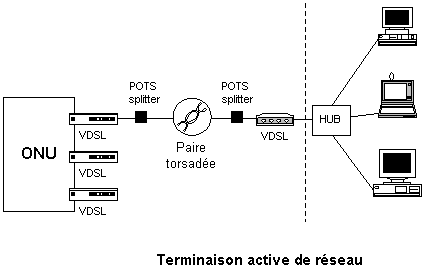 POTS
splitter
POTS
splitter
VDSL
ONU
VDSL
VDSL
Paire
torsadée
VDSL
HUB
Terminaison active de réseau